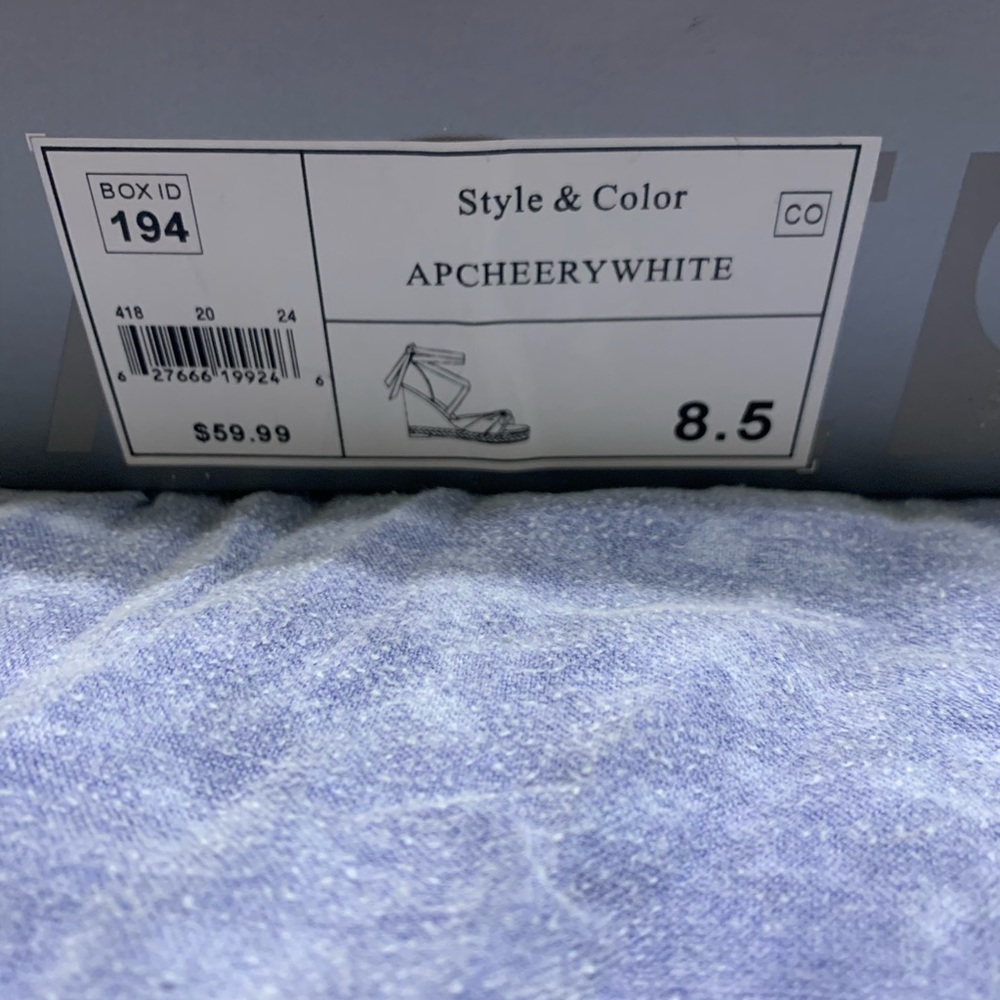 BOX ID
194
418 20 24
6 27666 19924 6
$59.99
Style & Color
CO
APCHEERYWHITE
8.5